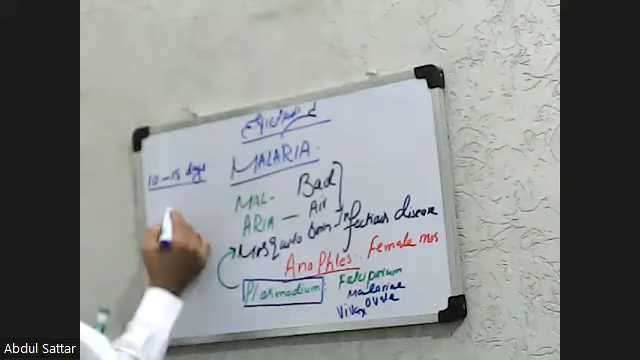 MALARIA
10-15 days
MAL- Bad
ARIA - Air
Mosquito born Infectious disease
Anophles: Female mos
Plasmodium: Falciparum
Malariae
Vivax Ovale
Abdul Sattar